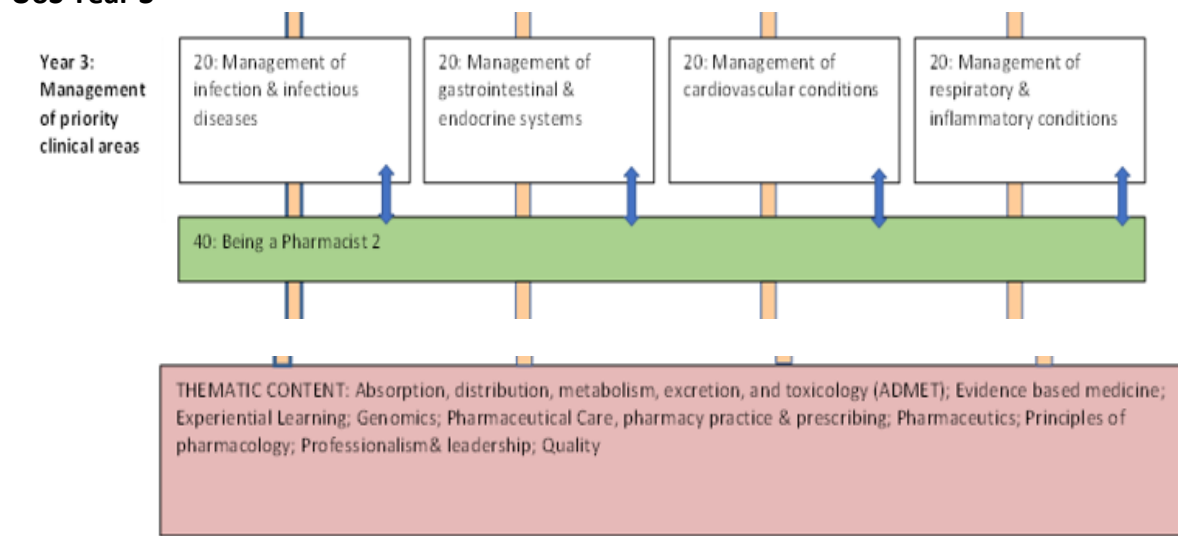 Year 3:
Management
of priority
clinical areas
20: Management of
infection & infectious
diseases
20: Management of
gastrointestinal &
endocrine systems
20: Management of
cardiovascular conditions
20: Management of
respiratory &
inflammatory conditions
40: Being a Pharmacist 2
THEMATIC CONTENT: Absorption, distribution, metabolism, excretion, and toxicology (ADMET); Evidence based medicine;
Experiential Learning; Genomics; Pharmaceutical Care, pharmacy practice & prescribing; Pharmaceutics; Principles of
pharmacology; Professionalism& leadership; Quality